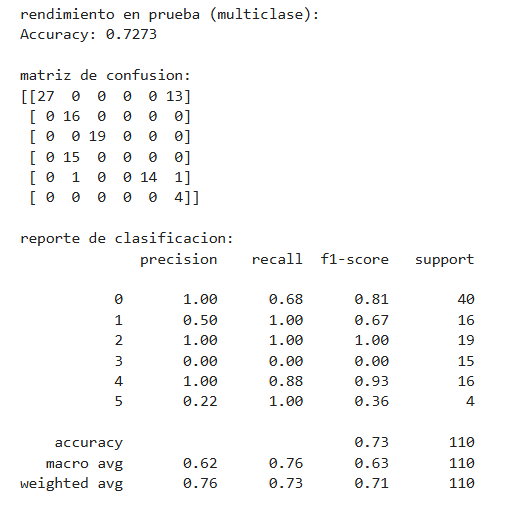 rendimiento en prueba (multiclase):
Accuracy: 0.7273
matriz de confusion:
[[27  0  0  0  0 13]
 [ 0 16  0  0  0  0]
 [ 0  0 19  0  0  0]
 [ 0 15  0  0  0  0]
 [ 0  1  0  0 14  1]
 [ 0  0  0  0  0  4]]
reporte de clasificacion:
              precision    recall  f1-score   support
           0       1.00      0.68      0.81        40
           1       0.50      1.00      0.67        16
           2       1.00      1.00      1.00        19
           3       0.00      0.00      0.00        15
           4       1.00      0.88      0.93        16
           5       0.22      1.00      0.36         4
    accuracy                           0.73       110
   macro avg       0.62      0.76      0.63       110
weighted avg       0.76      0.73      0.71       110